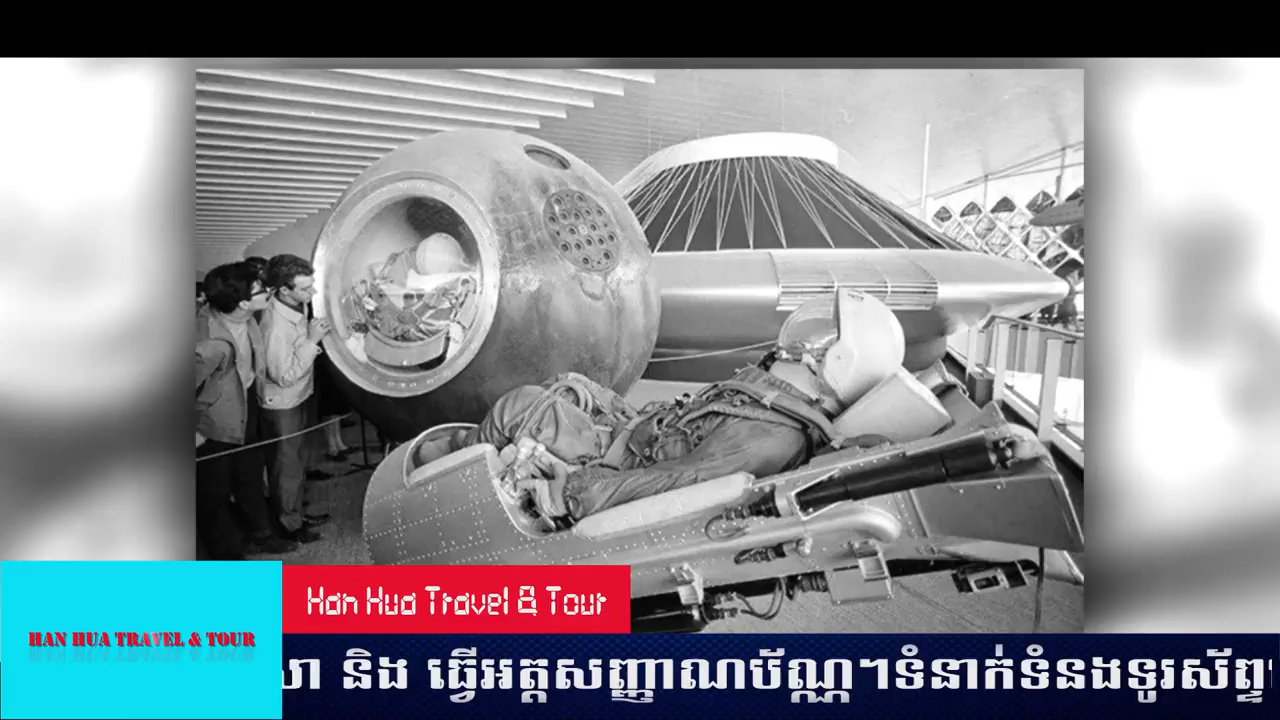 Han Hua Travel & Tour
HAN HUA TRAVEL & TOUR
និង ធ្វើអត្តសញ្ញាណប័ណ្ណ។ទំនាក់ទំនងទូរស័ព្ទ